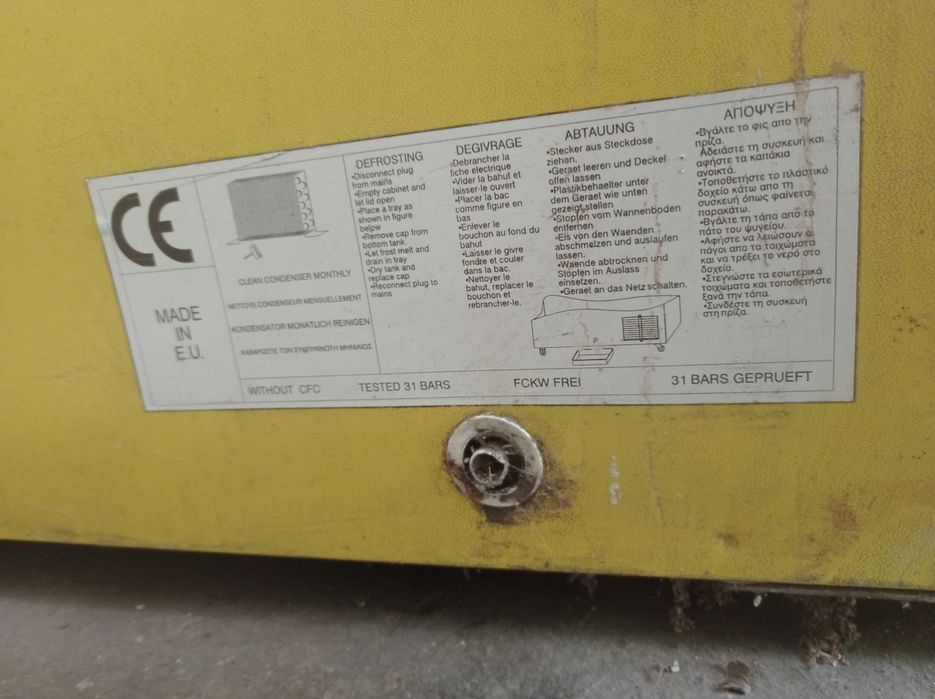 CE
MADE
IN
E.U.
CLEAN CONDENSER MONTHLY
NETTOYE CONDENSEUR MENSUELLEMENT
KONDENSATOR MONATLICH REINIGEN
ΚΑΘΑΡΙΣΤΕ ΤΟΝ ΣΥΜΠΥΚΝΩΤΗ ΜΗΝΙΑΙΩΣ
DEFROSTING
•Disconnect plug
from mains
•Empty cabinet and
let lid open
•Place a tray as
shown in figure
below
•Remove cap from
bottom tank.
•Let frost melt and
drain in tray
•Dry tank and
replace cap
•Reconnect plug to
mains
DEGIVRAGE
•Debrancher la
fiche electrique
•Vider la bahut et
laisser-le ouvert
•Placer la bac
comme figure en
bas
•Enlever le
bouchon au fond du
bahut
•Laisser le givre
fondre et couler
dans la bac.
•Nettoyer le
bahut, replacer le
bouchon et
rebrancher-le.
ABTAUUNG
•Stecker aus Steckdose
ziehen.
•Geraet leeren und Deckel
offen lassen
•Plastikbehaelter unter
dem Geraet wie unten
gezeigt stellen
•Stopfen vom Wannenboden
entfernen
•Eis von den Waenden
abschmelzen und auslaufen
lassen.
•Waende abtrocknen und
Stopfen im Auslass
einsetzen.
•Geraet an das Netz schalten.
ΑΠΟΨΥΞΗ
•Βγάλτε το φις απο την
πρίζα.
Αδειάστε τη συσκευή και
αφήστε τα καπάκια
ανοικτά.
•Τοποθετήστε το πλαστικό
δοχείο κάτω απο τη
συσκευή όπως φαίνεται
παρακάτω.
•Βγάλτε τη τάπα από το
πάτο του ψυγείου.
•Αφήστε να λειώσουν οι
πάγοι απο τα τοιχώματα
και να τρέξει το νερό στο
δοχείο.
•Στεγνώστε τα εσωτερικά
τοιχώματα και τοποθετήστε
ξανά την τάπα.
•Συνδέστε τη συσκευή
στη πρίζα.
WITHOUT CFC TESTED 31 BARS FCKW FREI 31 BARS GEPRUEFT